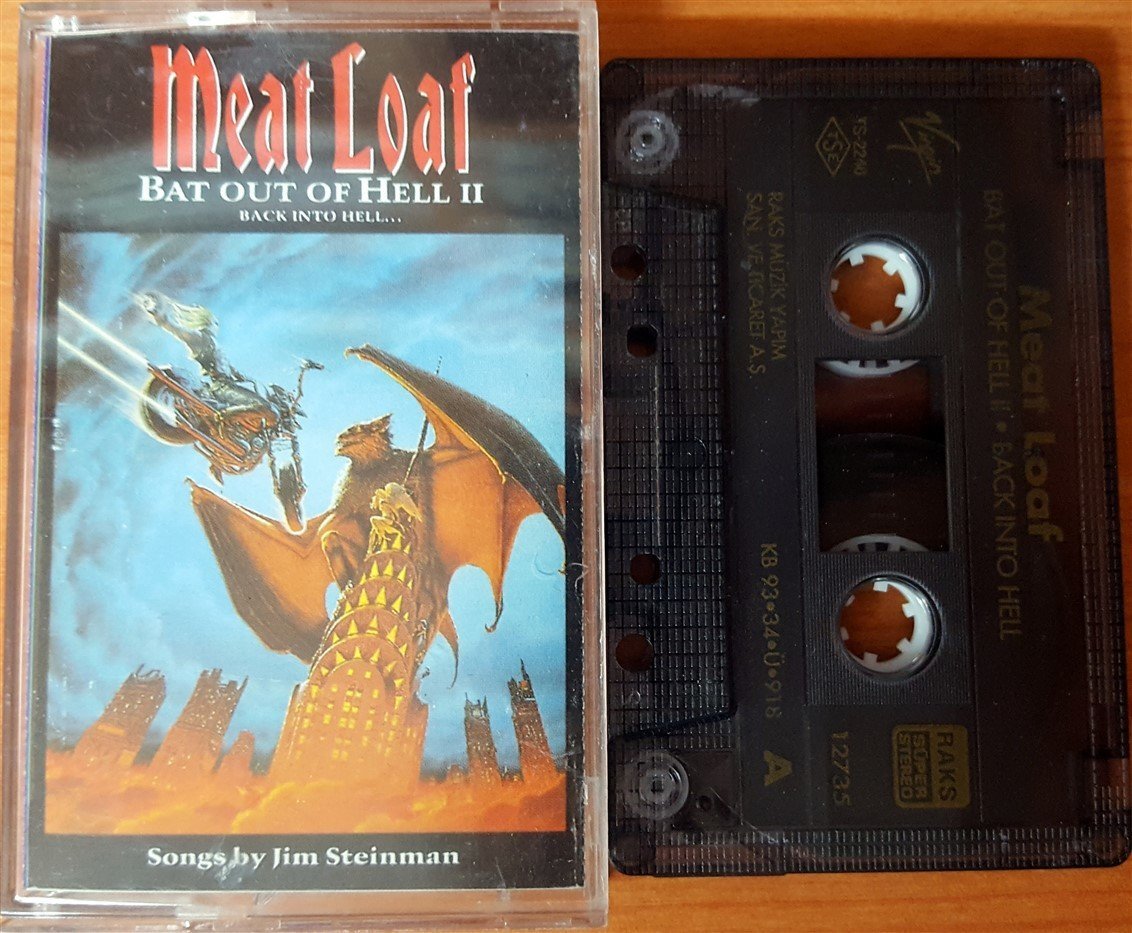 Meat Loaf
BAT OUT OF HELL II
BACK INTO HELL...
Songs by Jim Steinman
Meat Loaf
BAT OUT OF HELL II • BACK INTO HELL
Virgin
TSE
TS-2240
RAKS MÜZİK YAPIM
SAN. VE TİCARET A.Ş.
KB•93•34•Ü•916
A
12735
RAKS
SUPER
STEREO